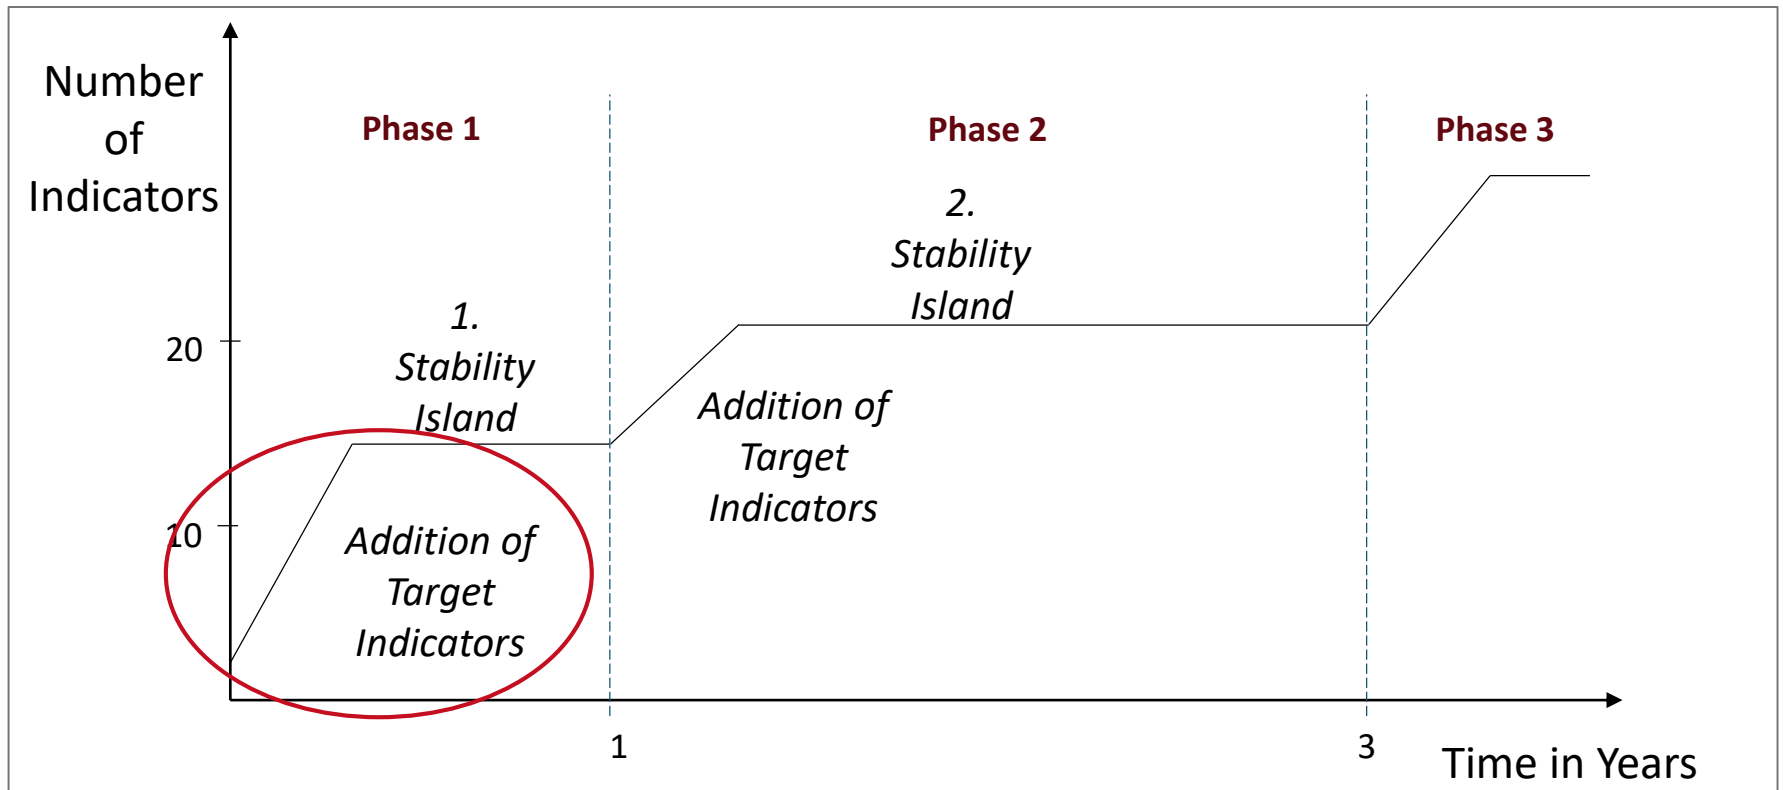 Number
of
Indicators
Phase 1
Phase 2
Phase 3
2.
Stability
Island
1.
Stability
Island
20
Addition of
Target
Indicators
10
Addition of
Target
Indicators
1
3
Time in Years